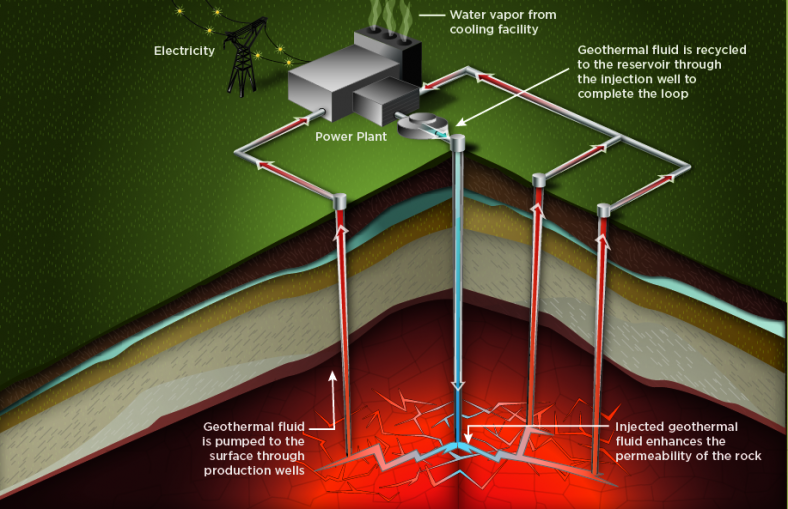 Water vapor from
cooling facility
Electricity
Geothermal fluid is recycled
to the reservoir through
the injection well to
complete the loop
Power Plant
Geothermal fluid
is pumped to the
surface through
production wells
Injected geothermal
fluid enhances the
permeability of the rock